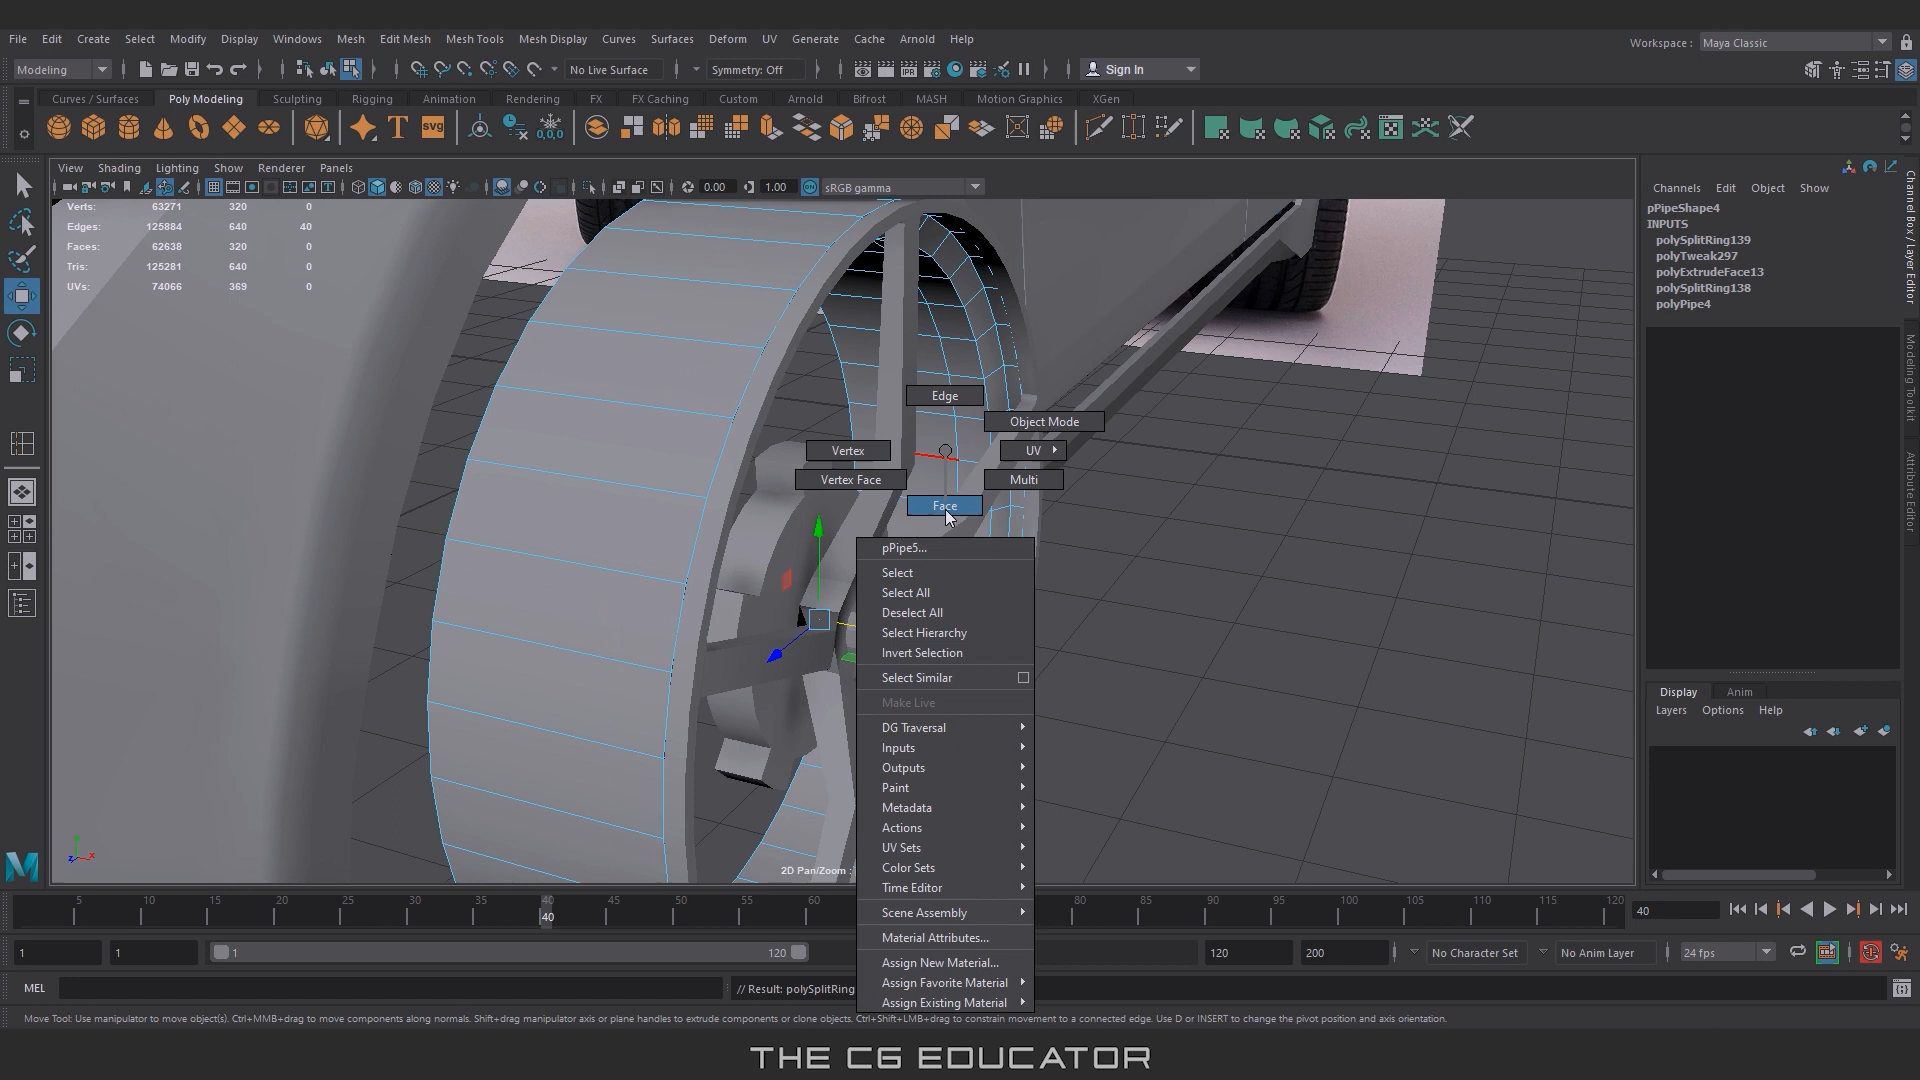 File Edit Create Select Modify Display Windows Mesh Edit Mesh Mesh Tools Mesh Display Curves Surfaces Deform UV Generate Cache Arnold Help
Workspace : Maya Classic
Modeling No Live Surface Symmetry: Off Sign In
Curves / Surfaces Poly Modeling Sculpting Rigging Animation Rendering FX FX Caching Custom Arnold Bifrost MASH Motion Graphics XGen
View Shading Lighting Show Renderer Panels
0.00 1.00 sRGB gamma
Verts: 63271 320 0
Edges: 125884 640 40
Faces: 62638 320 0
Tris: 125281 640 0
UVs: 74066 369 0
Edge
Object Mode
Vertex
UV
Vertex Face
Multi
Face
pPipe5...
Select
Select All
Deselect All
Select Hierarchy
Invert Selection
Select Similar
Make Live
DG Traversal
Inputs
Outputs
Paint
Metadata
Actions
UV Sets
Color Sets
Time Editor
Scene Assembly
Material Attributes...
Assign New Material...
Assign Favorite Material
Assign Existing Material
2D Pan/Zoom :
Channels Edit Object Show
pPipeShape4
INPUTS
polySplitRing139
polyTweak297
polyExtrudeFace13
polySplitRing138
polyPipe4
Channel Box / Layer Editor
Modeling Toolkit
Attribute Editor
Display Anim
Layers Options Help
5 10 15 20 25 30 35 40 45 50 55 60 80 85 90 95 100 105 110 115 120
40
40
1 1 1 120 120 200 No Character Set No Anim Layer 24 fps
MEL // Result: polySplitRing
Move Tool: Use manipulator to move object(s). Ctrl+MMB+drag to move components along normals. Shift+drag manipulator axis or plane handles to extrude components or clone objects. Ctrl+Shift+LMB+drag to constrain movement to a connected edge. Use D or INSERT to change the pivot position and axis orientation.
THE CG EDUCATOR